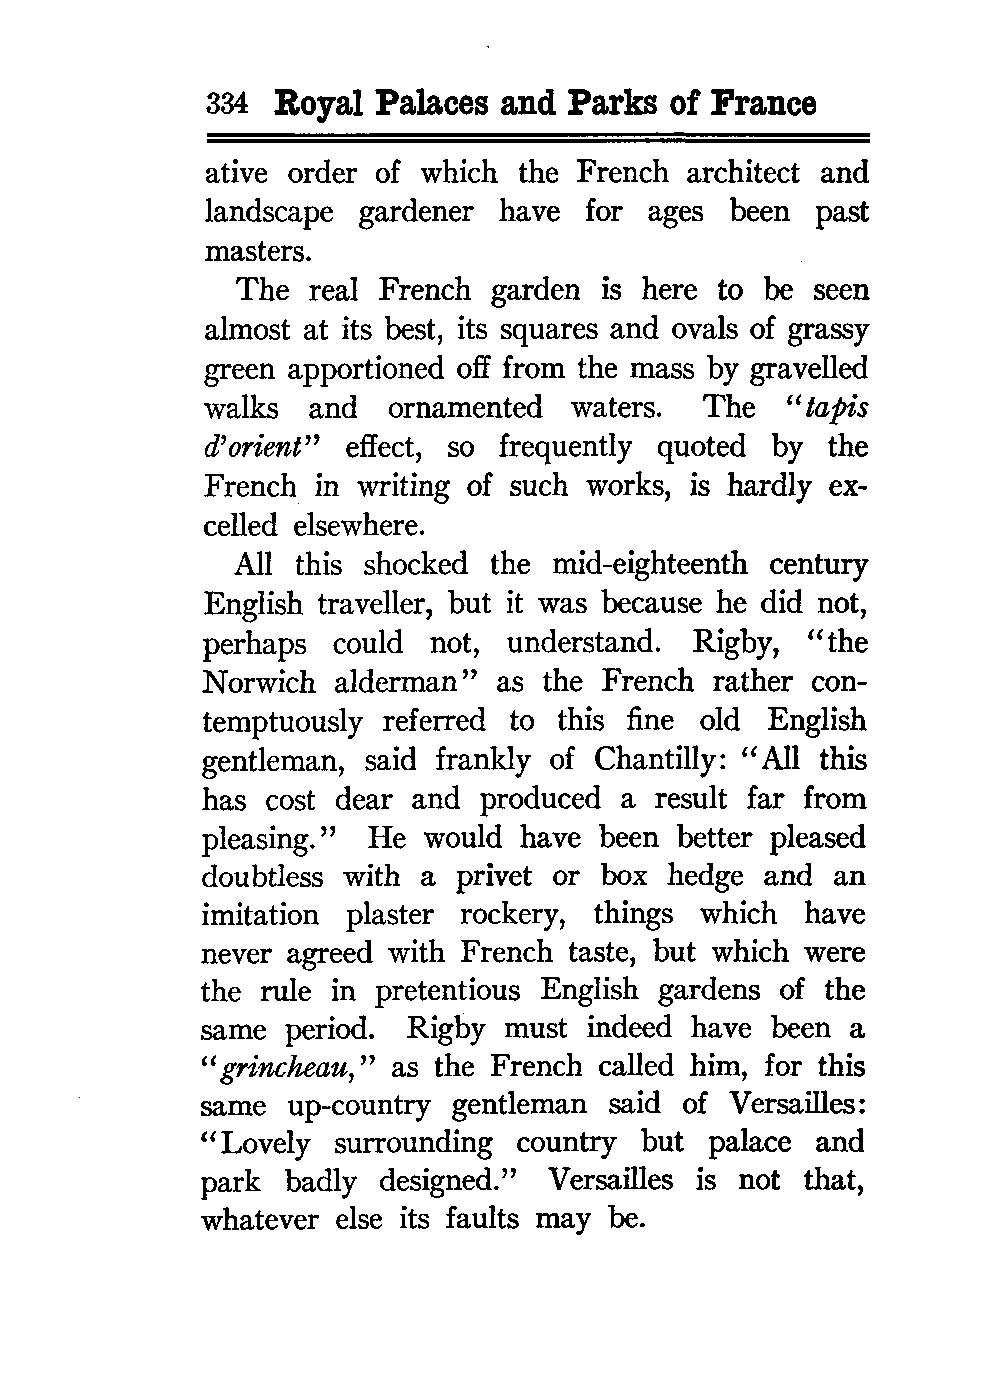 334 Royal Palaces and Parks of France
ative order of which the French architect and
landscape gardener have for ages been past
masters.
The real French garden is here to be seen
almost at its best, its squares and ovals of grassy
green apportioned off from the mass by gravelled
walks and ornamented waters. The “tapis
d’orient” effect, so frequently quoted by the
French in writing of such works, is hardly ex-
celled elsewhere.
All this shocked the mid-eighteenth century
English traveller, but it was because he did not,
perhaps could not, understand. Rigby, “the
Norwich alderman” as the French rather con-
temptuously referred to this fine old English
gentleman, said frankly of Chantilly: “All this
has cost dear and produced a result far from
pleasing.” He would have been better pleased
doubtless with a privet or box hedge and an
imitation plaster rockery, things which have
never agreed with French taste, but which were
the rule in pretentious English gardens of the
same period. Rigby must indeed have been a
“grincheau,” as the French called him, for this
same up-country gentleman said of Versailles:
“Lovely surrounding country but palace and
park badly designed.” Versailles is not that,
whatever else its faults may be.